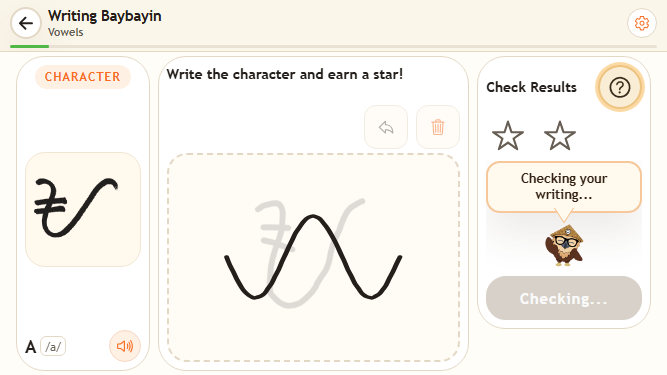 Writing Baybayin
Vowels
CHARACTER
ᜀ
A /a/
Write the character and earn a star!
ᜀ
Check Results
?
Checking your
writing...
Checking...